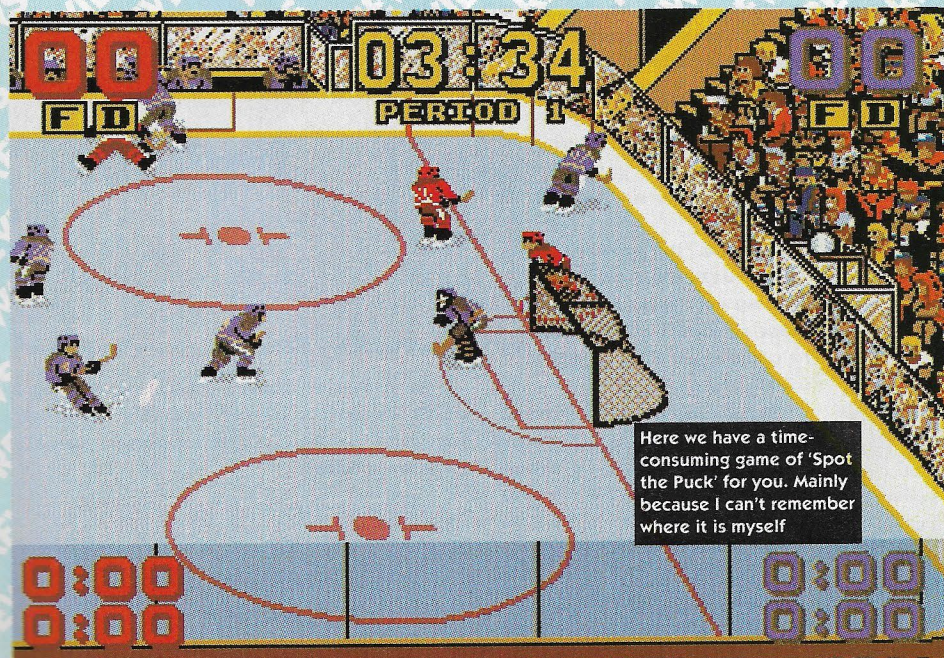 00 03:34 00
F D PERIOD 1 F D
Here we have a time-
consuming game of 'Spot
the Puck' for you. Mainly
because I can't remember
where it is myself
0:00 0:00
0:00 0:00